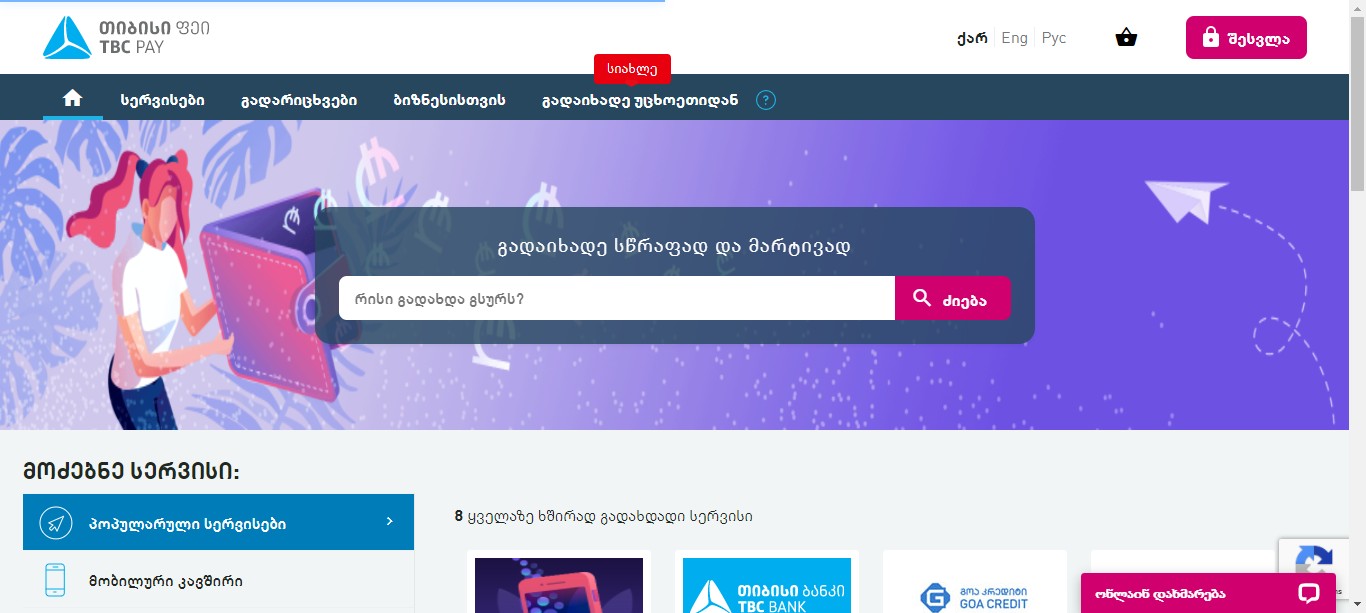 თიბისი ფეი
TBC PAY
ქარ Eng Рус
შესვლა
სიახლე
სერვისები გადარიცხვები ბიზნესისთვის გადაიხადე უცხოეთიდან ?
გადაიხადე სწრაფად და მარტივად
რისი გადახდა გსურს?
ძიება
მოძებნე სერვისი:
პოპულარული სერვისები
8 ყველაზე ხშირად გადახდადი სერვისი
მობილური კავშირი
თიბისი ბანკი
TBC BANK
გოა კრედიტი
GOA CREDIT
ონლაინ დახმარება